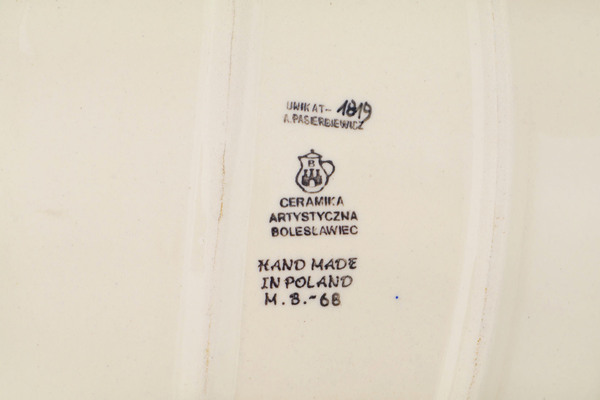 UNIKAT- 1819
A.PASIERBIEWICZ
B
CERAMIKA
ARTYSTYCZNA
BOLESŁAWIEC
HAND MADE
IN POLAND
M.B.-68